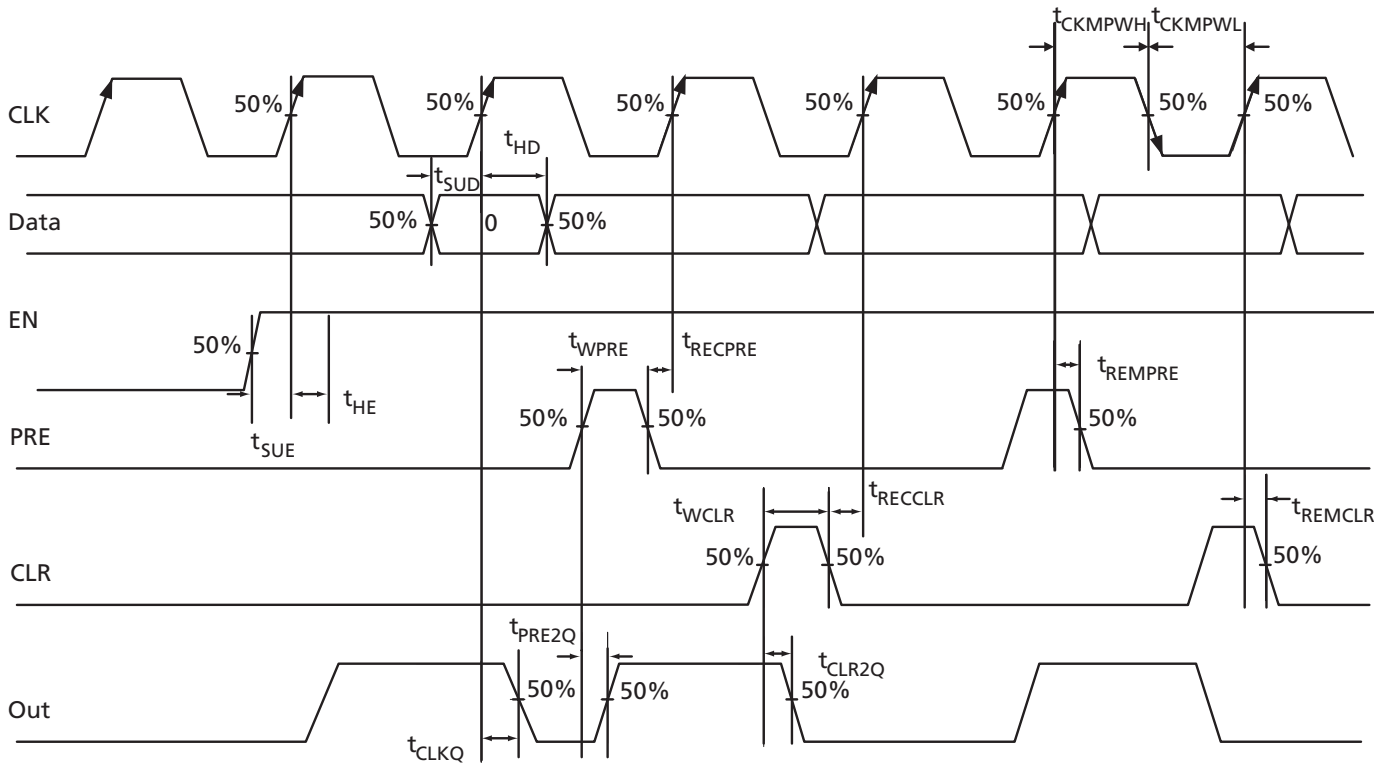 tCKMPWH tCKMPWL
CLK 50% 50% 50% 50% 50% 50% 50%
tHD
tSUD
Data 50% 0 50%
EN
50%
tWPRE tRECPRE tREMPRE
tHE
PRE 50% 50% 50%
tSUE
tWCLR tRECCLR tREMCLR
CLR 50% 50% 50%
tPRE2Q
tCLR2Q
Out 50% 50% 50%
tCLKQ